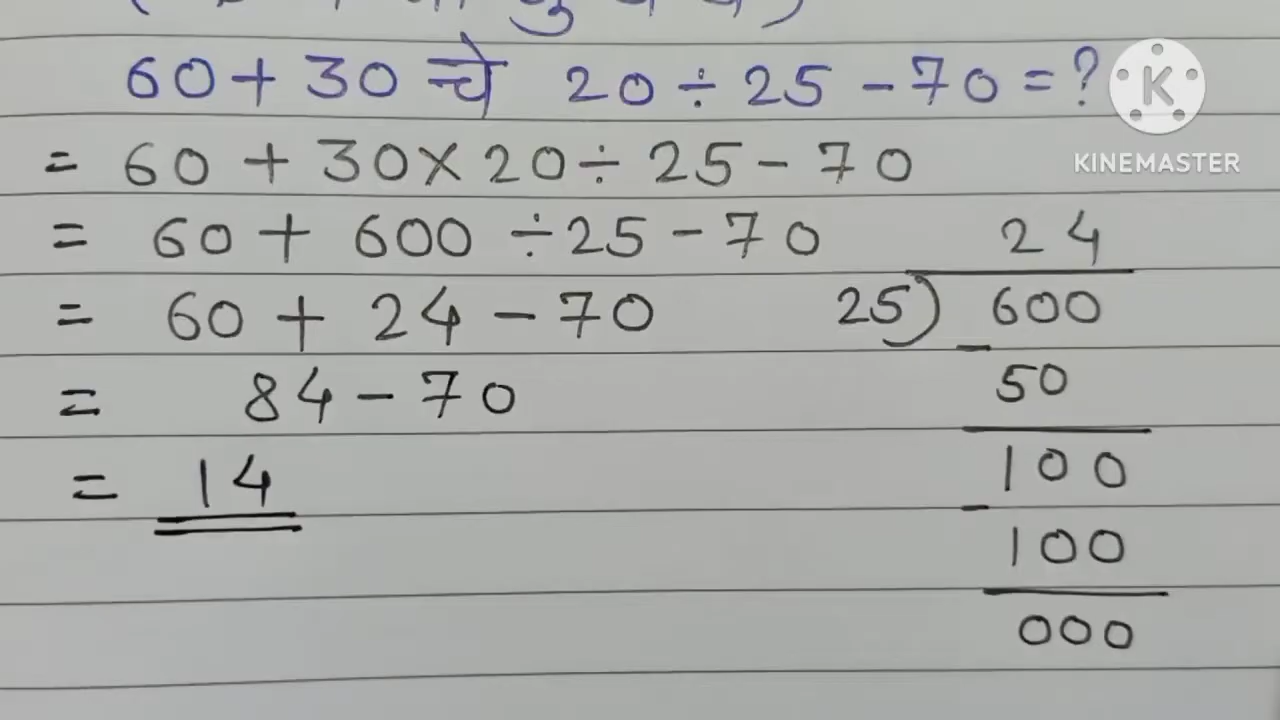 60 + 30 चे 20 ÷ 25 - 70 = ?
= 60 + 30 × 20 ÷ 25 - 70
= 60 + 600 ÷ 25 - 70
= 60 + 24 - 70
= 84 - 70
= 14
24
25) 600
- 50
100
- 100
000
K
KINEMASTER